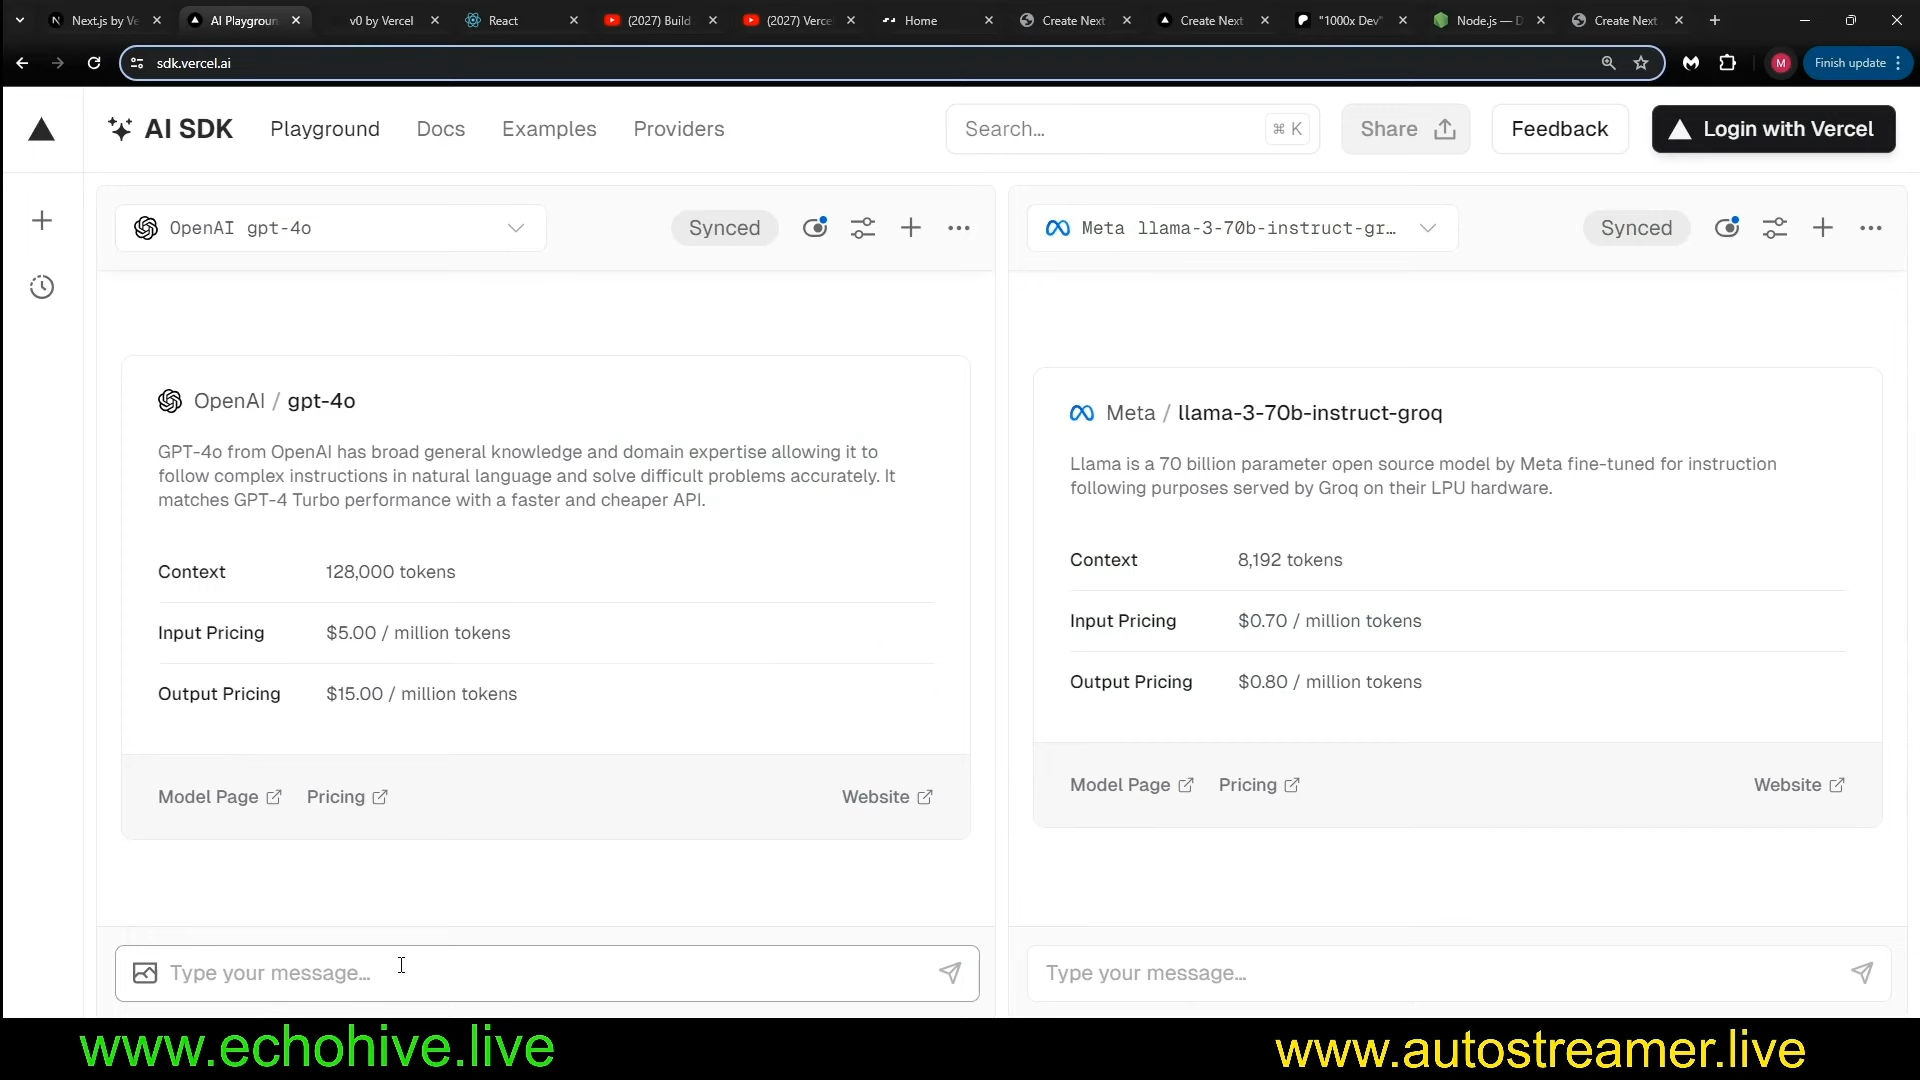 Next.js by Ve
AI Playgroun
v0 by Vercel
React
(2027) Build
(2027) Verce
Home
Create Next
Create Next
"1000x Dev"
Node.js — D
Create Next
sdk.vercel.ai
M
Finish update
AI SDK
Playground
Docs
Examples
Providers
Search...
⌘ K
Share
Feedback
Login with Vercel
OpenAI gpt-4o
Synced
Meta llama-3-70b-instruct-gr...
Synced
OpenAI / gpt-4o
GPT-4o from OpenAI has broad general knowledge and domain expertise allowing it to
follow complex instructions in natural language and solve difficult problems accurately. It
matches GPT-4 Turbo performance with a faster and cheaper API.
Context 128,000 tokens
Input Pricing $5.00 / million tokens
Output Pricing $15.00 / million tokens
Model Page
Pricing
Website
Type your message...
Meta / llama-3-70b-instruct-groq
Llama is a 70 billion parameter open source model by Meta fine-tuned for instruction
following purposes served by Groq on their LPU hardware.
Context 8,192 tokens
Input Pricing $0.70 / million tokens
Output Pricing $0.80 / million tokens
Model Page
Pricing
Website
Type your message...
www.echohive.live
www.autostreamer.live